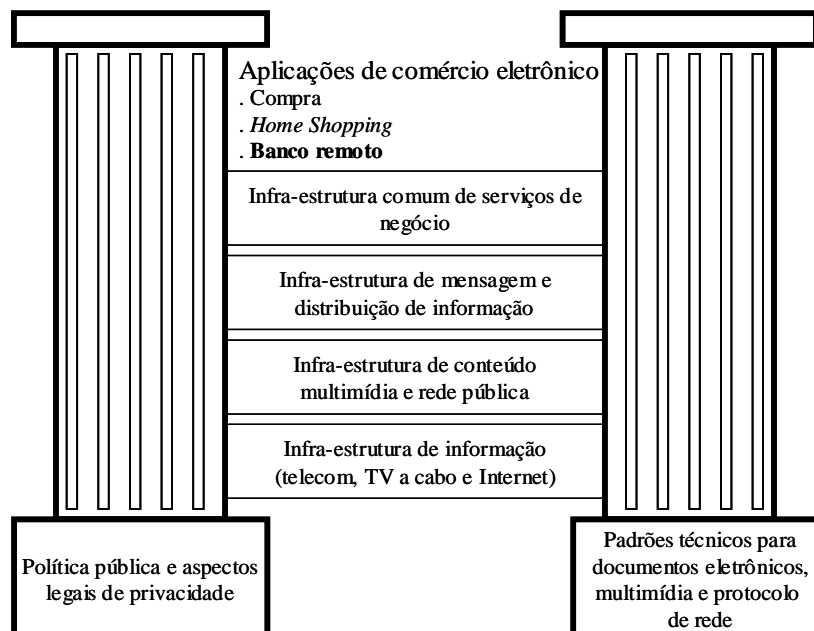 Aplicações de comércio eletrônico
. Compra
. Home Shopping
. Banco remoto
Infra-estrutura comum de serviços de
negócio
Infra-estrutura de mensagem e
distribuição de informação
Infra-estrutura de conteúdo
multimídia e rede pública
Infra-estrutura de informação
(telecom, TV a cabo e Internet)
Política pública e aspectos
legais de privacidade
Padrões técnicos para
documentos eletrônicos,
multimídia e protocolo
de rede